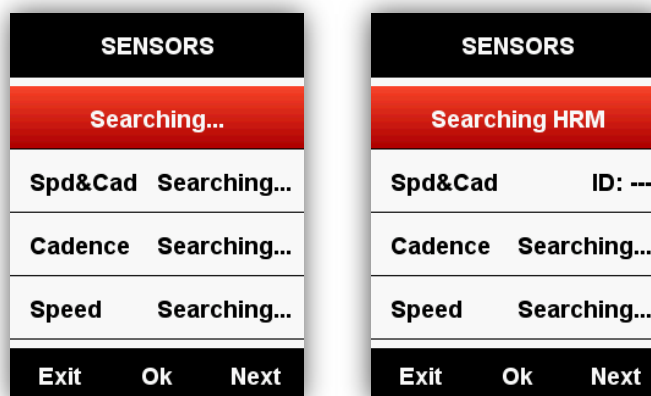 SENSORS
Searching...
Spd&Cad Searching...
Cadence Searching...
Speed Searching...
Exit Ok Next
SENSORS
Searching HRM
Spd&Cad ID: ---
Cadence Searching...
Speed Searching...
Exit Ok Next